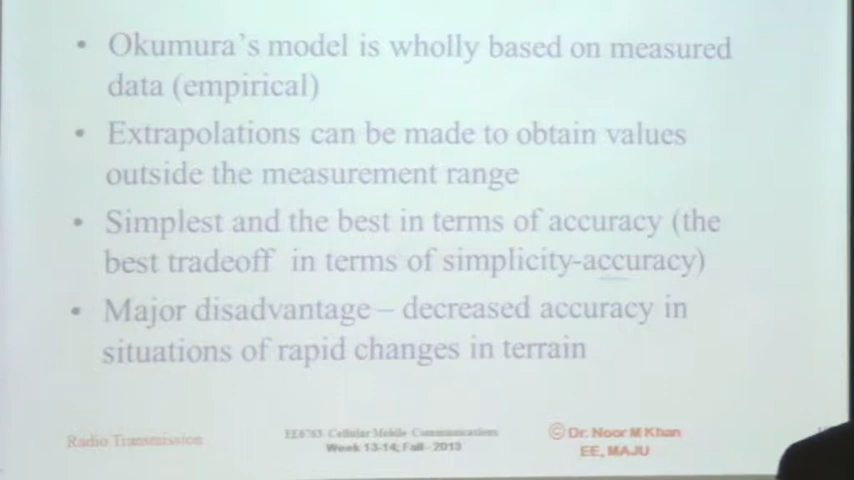 • Okumura's model is wholly based on measured
data (empirical)
• Extrapolations can be made to obtain values
outside the measurement range
• Simplest and the best in terms of accuracy (the
best tradeoff in terms of simplicity-accuracy)
• Major disadvantage – decreased accuracy in
situations of rapid changes in terrain
Radio Transmission
EE6763 Cellular Mobile Communications
Week 13-14; Fall - 2013
© Dr. Noor M Khan
EE, MAJU